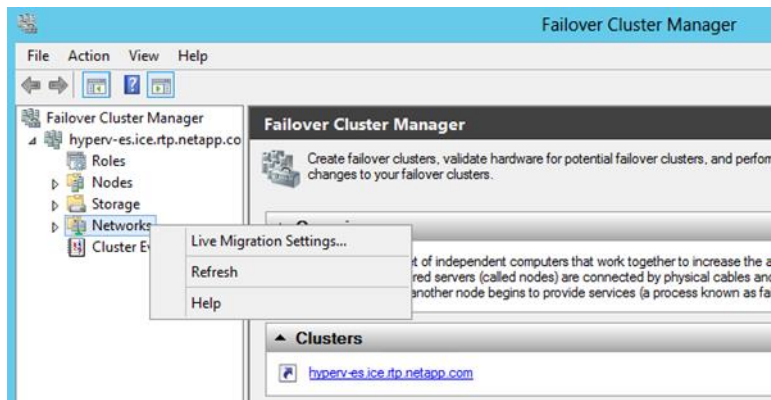 Failover Cluster Manager
File Action View Help
Failover Cluster Manager
hyperv-es.ice.rtp.netapp.co
Roles
Nodes
Storage
Networks
Cluster Ev
Live Migration Settings...
Refresh
Help
Failover Cluster Manager
Create failover clusters, validate hardware for potential failover clusters, and perfor
changes to your failover clusters.
t of independent computers that work together to increase the a
red servers (called nodes) are connected by physical cables and
another node begins to provide services (a process known as fa
Clusters
hyperv-es.ice.rtp.netapp.com